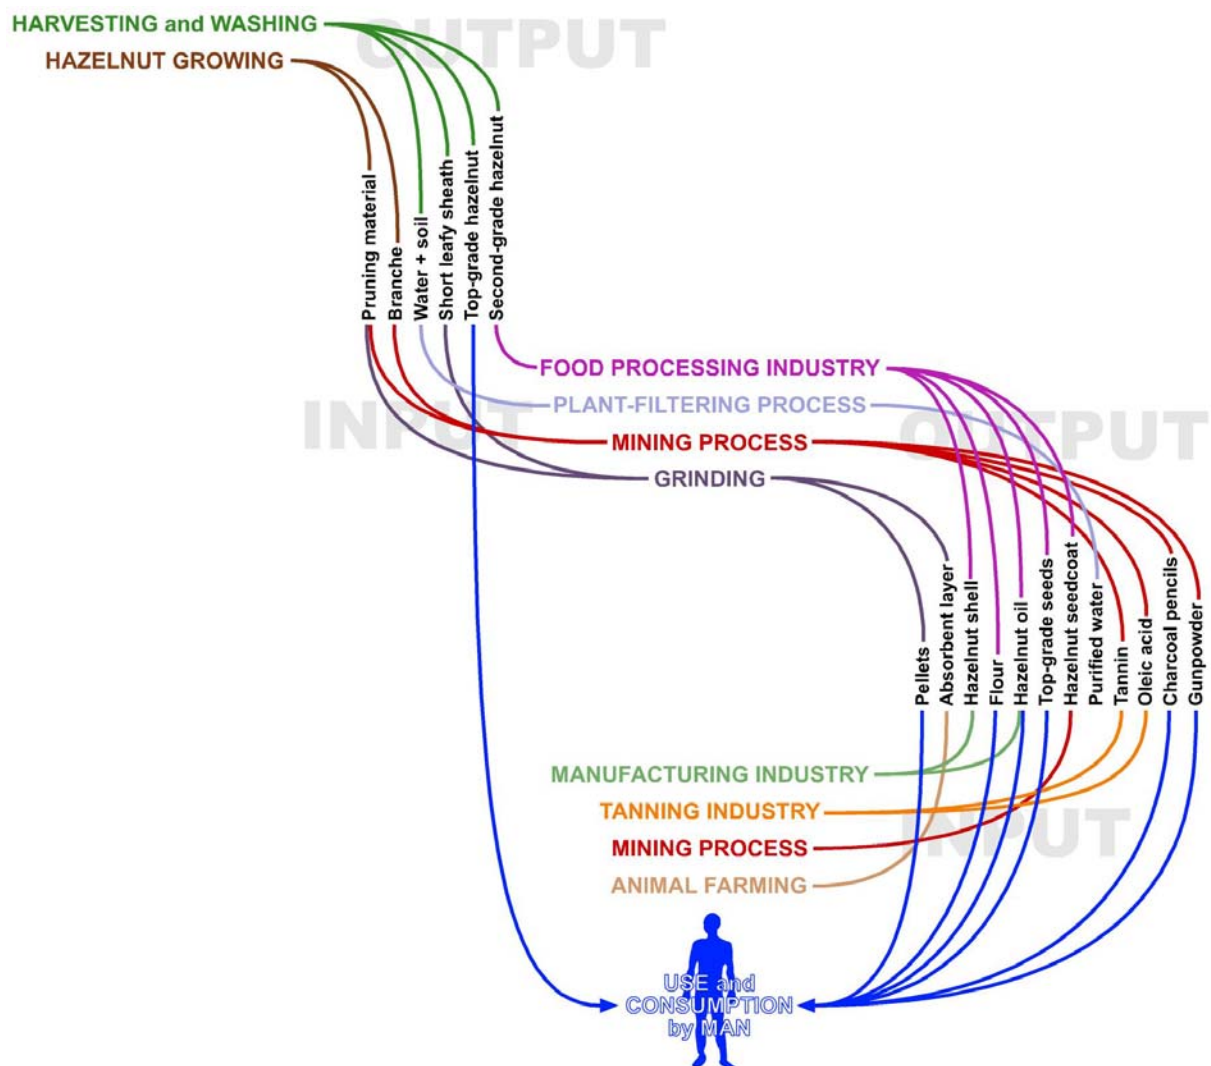 HARVESTING and WASHING
OUTPUT
HAZELNUT GROWING
Pruning material
Branche
Water + soil
Short leafy sheath
Top-grade hazelnut
Second-grade hazelnut
FOOD PROCESSING INDUSTRY
INPUT
PLANT-FILTERING PROCESS
OUTPUT
MINING PROCESS
GRINDING
Pellets
Absorbent layer
Hazelnut shell
Flour
Hazelnut oil
Top-grade seeds
Hazelnut seedcoat
Purified water
Tannin
Oleic acid
Charcoal pencils
Gunpowder
MANUFACTURING INDUSTRY
TANNING INDUSTRY
INPUT
MINING PROCESS
ANIMAL FARMING
USE and
CONSUMPTION
by MAN